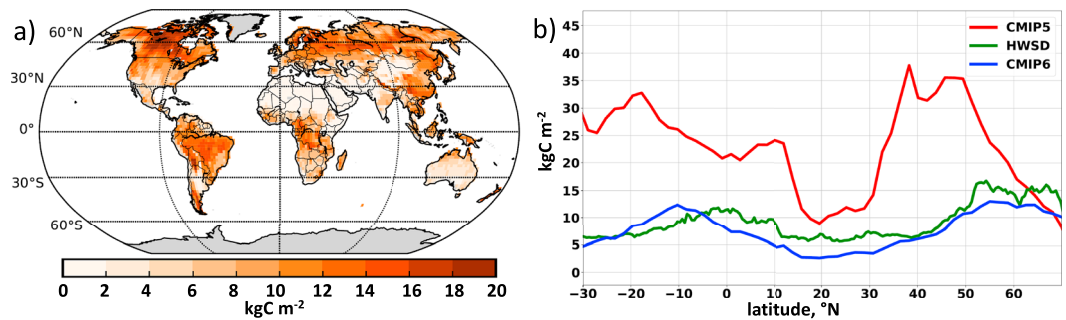 a)
60°N
30°N
0°
30°S
60°S
0 2 4 6 8 10 12 14 16 18 20
kgC m-2
b)
CMIP5
HWSD
CMIP6
kgC m-2
45
40
35
30
25
20
15
10
5
0
−30 −20 −10 0 10 20 30 40 50 60
latitude, °N